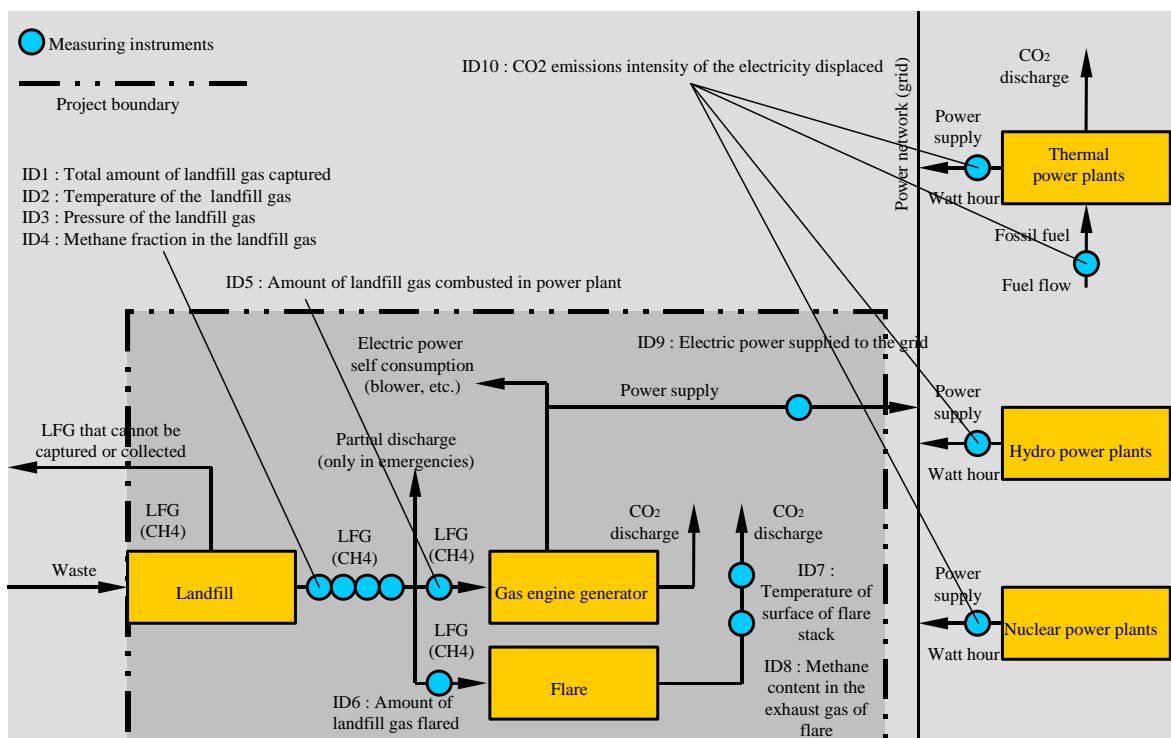 Measuring instruments
Project boundary
ID10 : CO2 emissions intensity of the electricity displaced
Power network (grid)
CO2
discharge
Power
supply
Watt hour
Thermal
power plants
Fossil fuel
Fuel flow
ID1 : Total amount of landfill gas captured
ID2 : Temperature of the landfill gas
ID3 : Pressure of the landfill gas
ID4 : Methane fraction in the landfill gas
ID5 : Amount of landfill gas combusted in power plant
ID9 : Electric power supplied to the grid
Electric power
self consumption
(blower, etc.)
Power supply
Power
supply
Watt hour
Hydro power plants
LFG that cannot be
captured or collected
Partial discharge
(only in emergencies)
LFG
(CH4)
LFG
(CH4)
LFG
(CH4)
CO2
discharge
CO2
discharge
Waste
Landfill
Gas engine generator
ID7 :
Temperature of
surface of flare
stack
Power
supply
Watt hour
Nuclear power plants
LFG
(CH4)
Flare
ID6 : Amount of
landfill gas flared
ID8 : Methane
content in the
exhaust gas of
flare